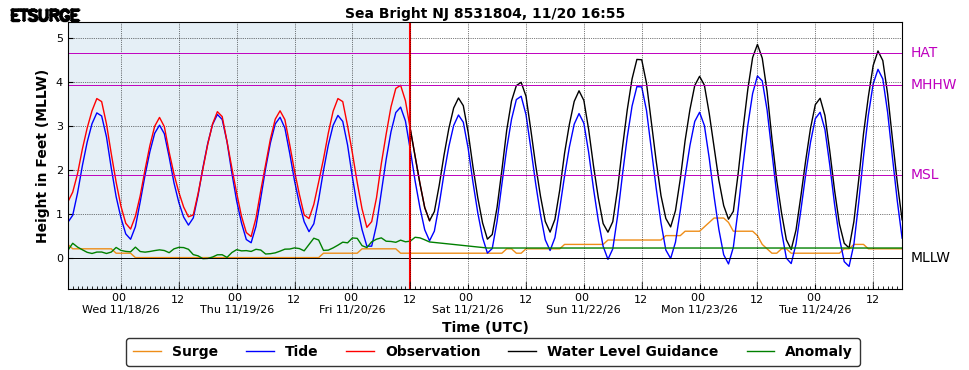 ETSURGE
Sea Bright NJ 8531804, 11/20 16:55
Height in Feet (MLLW)
5
4
3
2
1
0
HAT
MHHW
MSL
MLLW
00 12 00 12 00 12 00 12 00 12 00 12 00 12
Wed 11/18/26 Thu 11/19/26 Fri 11/20/26 Sat 11/21/26 Sun 11/22/26 Mon 11/23/26 Tue 11/24/26
Time (UTC)
Surge Tide Observation Water Level Guidance Anomaly